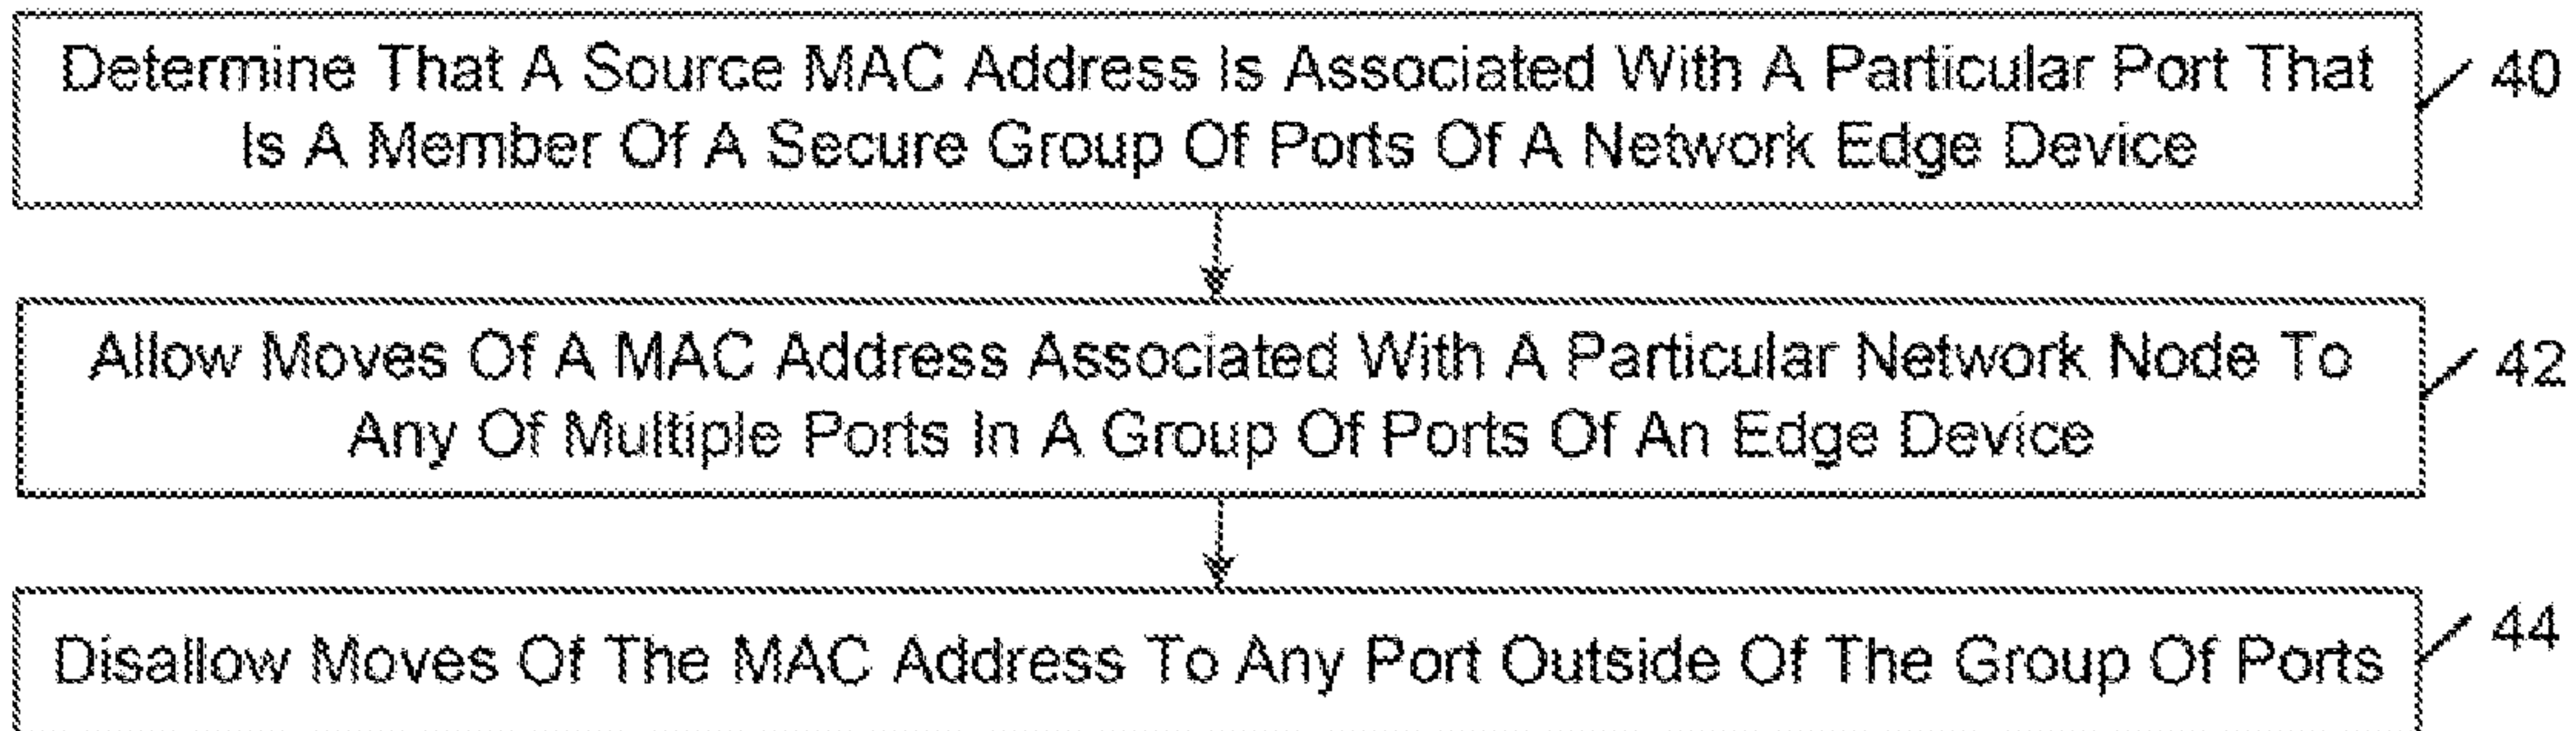 Determine That A Source MAC Address Is Associated With A Particular Port That
Is A Member Of A Secure Group Of Ports Of A Network Edge Device
40
Allow Moves Of A MAC Address Associated With A Particular Network Node To
Any Of Multiple Ports In A Group Of Ports Of An Edge Device
42
Disallow Moves Of The MAC Address To Any Port Outside Of The Group Of Ports
44